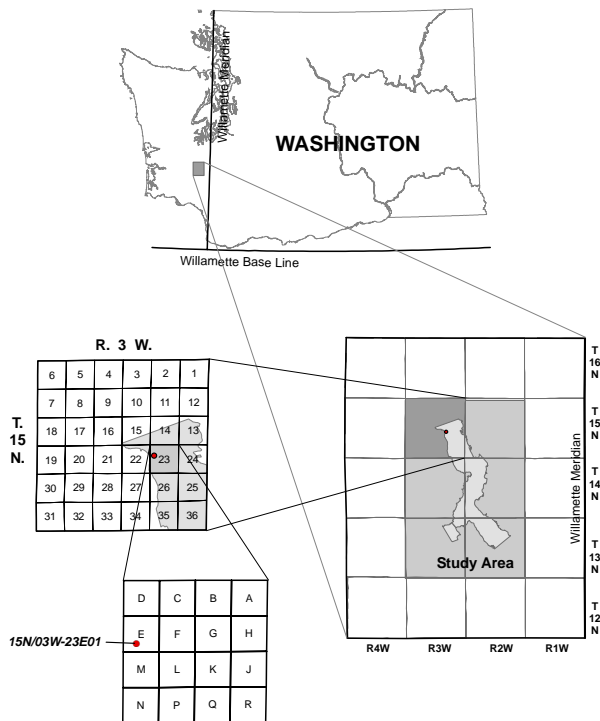 Willamette Meridian
WASHINGTON
Willamette Base Line
R. 3 W.
T.
15
N.
6 5 4 3 2 1
7 8 9 10 11 12
18 17 16 15 14 13
19 20 21 22 23 24
30 29 28 27 26 25
31 32 33 34 35 36
T
16
N
T
15
N
T
14
N
T
13
N
T
12
N
Willamette Meridian
Study Area
R4W R3W R2W R1W
D C B A
E F G H
M L K J
N P Q R
15N/03W-23E01